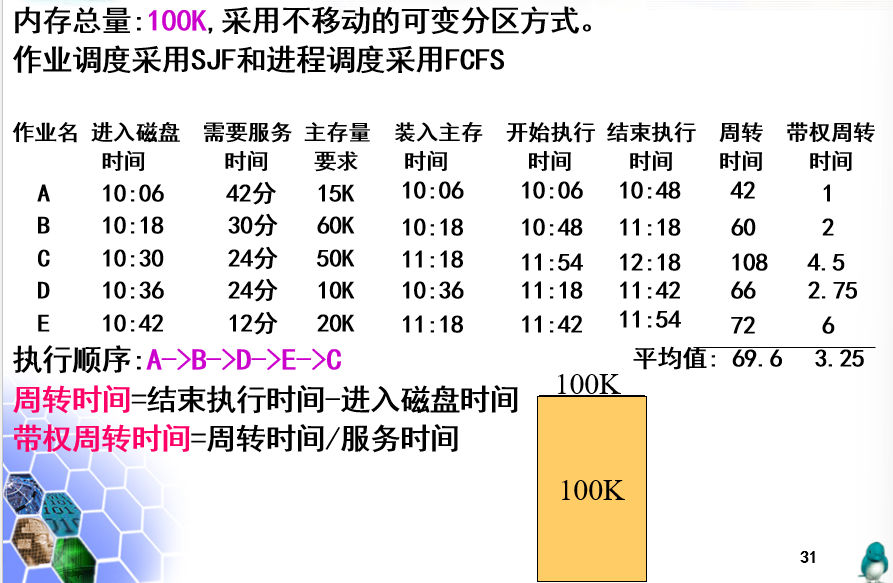 内存总量:100K,采用不移动的可变分区方式。
作业调度采用SJF和进程调度采用FCFS
作业名 进入磁盘时间 需要服务时间 主存量要求 装入主存时间 开始执行时间 结束执行时间 周转时间 带权周转时间
A 10:06 42分 15K 10:06 10:06 10:48 42 1
B 10:18 30分 60K 10:18 10:48 11:18 60 2
C 10:30 24分 50K 11:18 11:54 12:18 108 4.5
D 10:36 24分 10K 10:36 11:18 11:42 66 2.75
E 10:42 12分 20K 11:18 11:42 11:54 72 6
执行顺序:A->B->D->E->C 平均值: 69.6 3.25
周转时间=结束执行时间-进入磁盘时间
带权周转时间=周转时间/服务时间
100K
100K
31